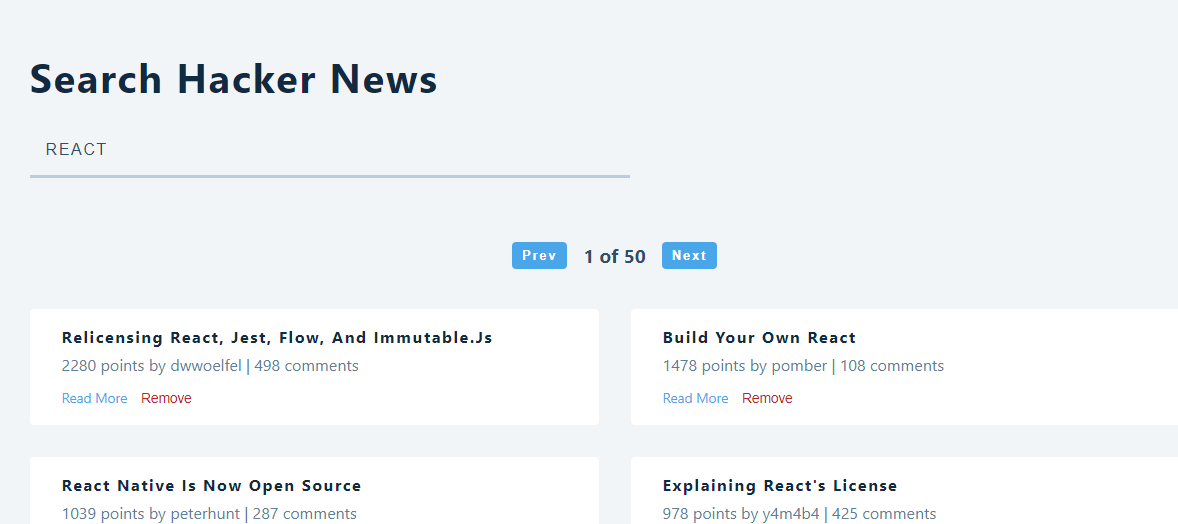 Search Hacker News
REACT
Prev 1 of 50 Next
Relicensing React, Jest, Flow, And Immutable.Js
2280 points by dwwoelfel | 498 comments
Read More Remove
Build Your Own React
1478 points by pomber | 108 comments
Read More Remove
React Native Is Now Open Source
1039 points by peterhunt | 287 comments
Explaining React's License
978 points by y4m4b4 | 425 comments